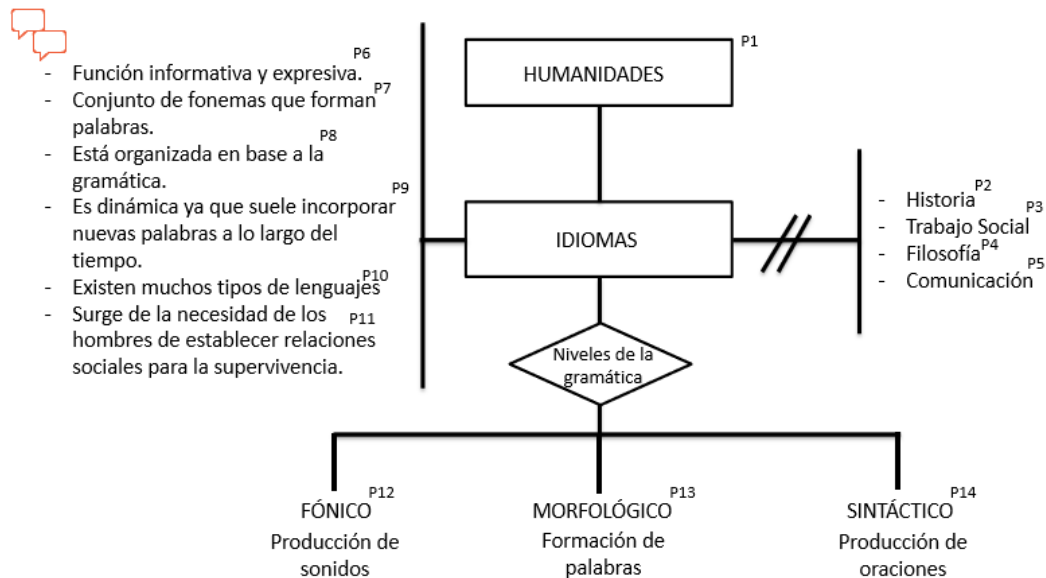 P1
HUMANIDADES
P6
- Función informativa y expresiva.
P7
- Conjunto de fonemas que forman
palabras.
P8
- Está organizada en base a la
gramática.
P9
- Es dinámica ya que suele incorporar
nuevas palabras a lo largo del
tiempo.
P10
- Existen muchos tipos de lenguajes
- Surge de la necesidad de los P11
hombres de establecer relaciones
sociales para la supervivencia.
IDIOMAS
- Historia P2
- Trabajo Social P3
- Filosofía P4
- Comunicación P5
Niveles de la
gramática
FÓNICO P12
Producción de
sonidos
MORFOLÓGICO P13
Formación de
palabras
SINTÁCTICO P14
Producción de
oraciones